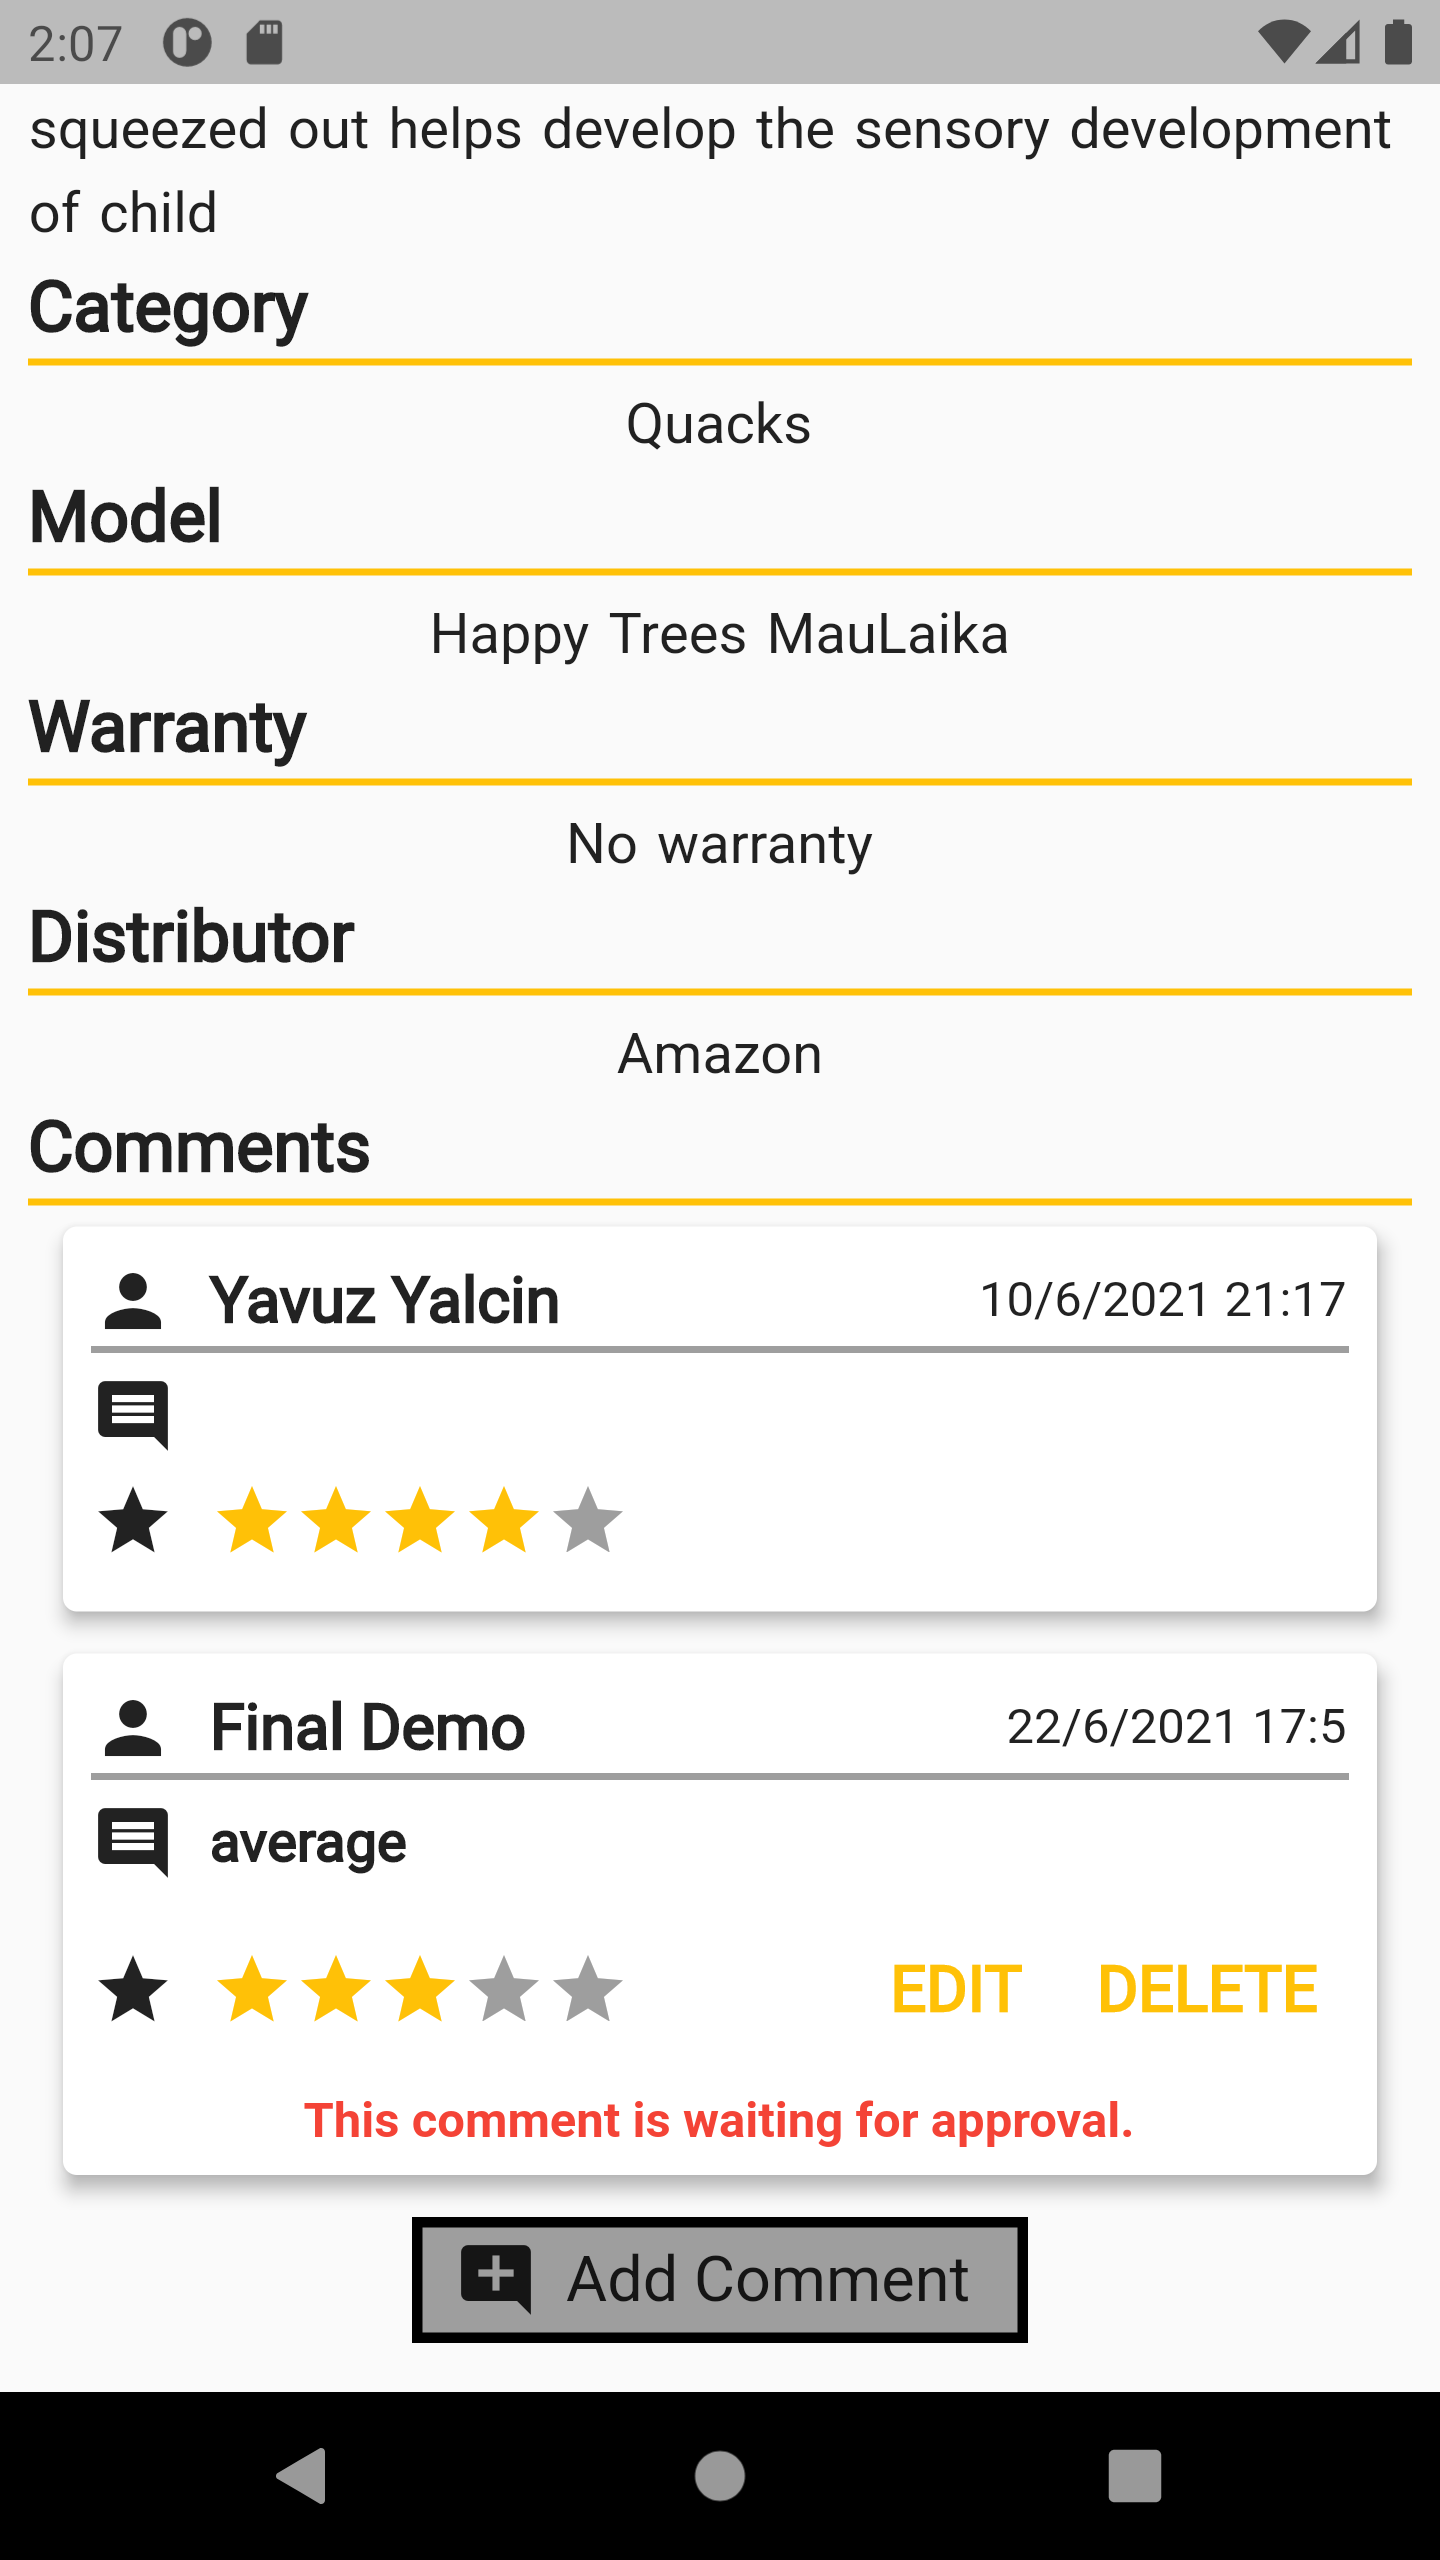 2:07
squeezed out helps develop the sensory development
of child
Category
Quacks
Model
Happy Trees MauLaika
Warranty
No warranty
Distributor
Amazon
Comments
Yavuz Yalcin 10/6/2021 21:17
Final Demo 22/6/2021 17:5
average
EDIT DELETE
This comment is waiting for approval.
Add Comment